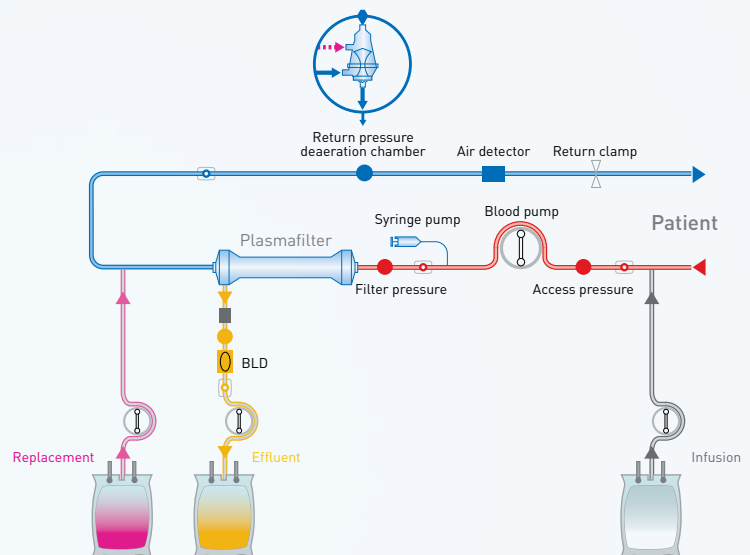 Return pressure
deaeration chamber
Air detector
Return clamp
Syringe pump
Blood pump
Patient
Plasmafilter
Filter pressure
Access pressure
BLD
Replacement
Effluent
Infusion